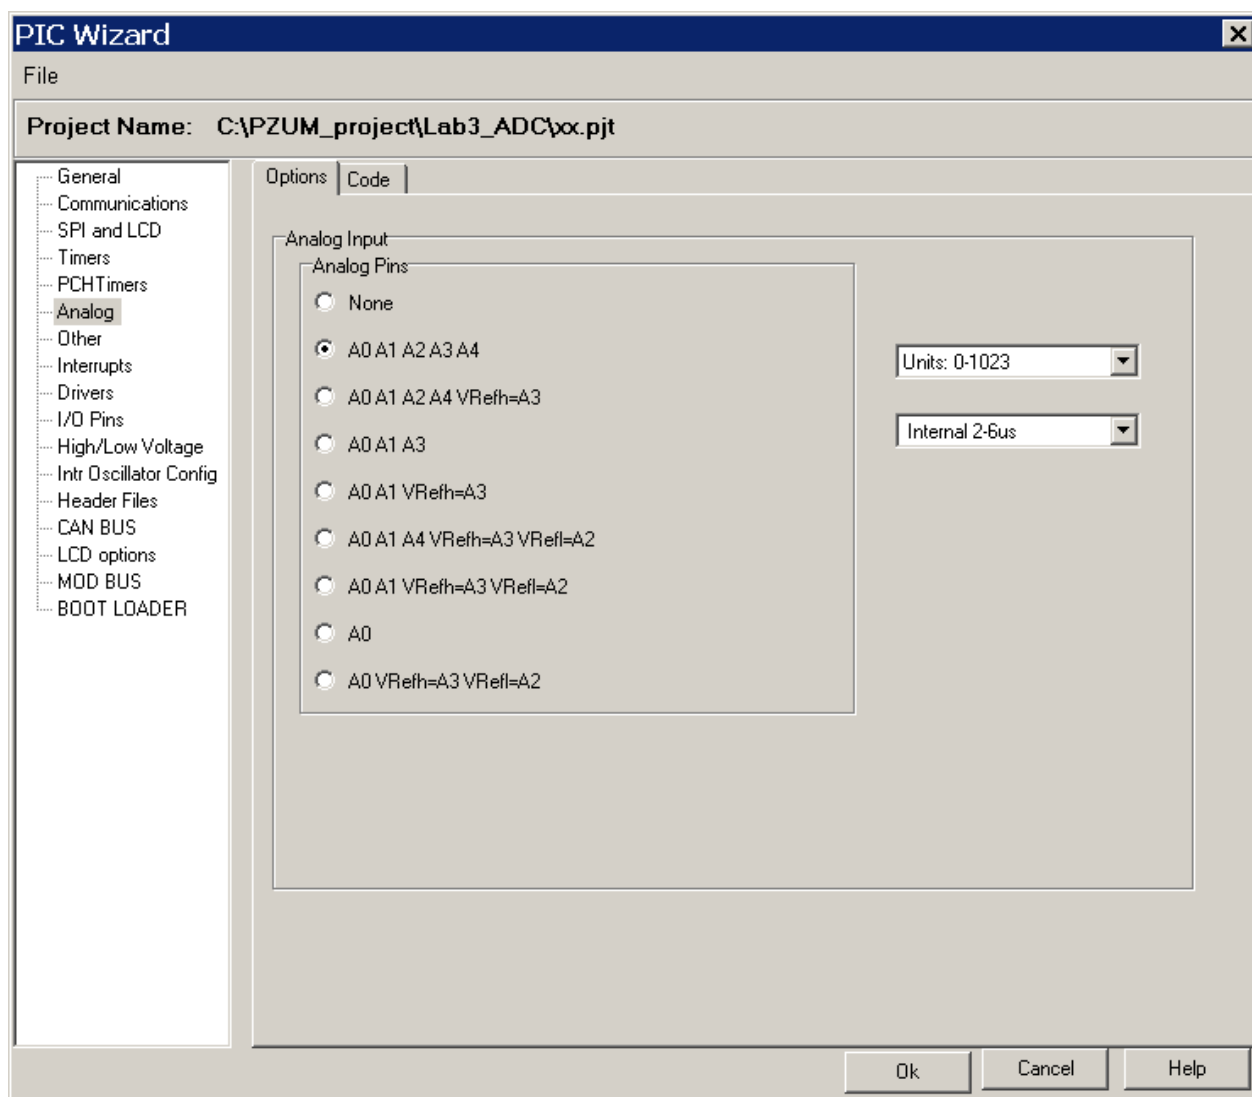 PIC Wizard
File
Project Name: C:\PZUM_project\Lab3_ADC\xx.pjt
General
Communications
SPI and LCD
Timers
PCHTimers
Analog
Other
Interrupts
Drivers
I/O Pins
High/Low Voltage
Intr Oscillator Config
Header Files
CAN BUS
LCD options
MOD BUS
BOOT LOADER
Options Code
Analog Input
Analog Pins
None
A0 A1 A2 A3 A4
A0 A1 A2 A4 VRefh=A3
A0 A1 A3
A0 A1 VRefh=A3
A0 A1 A4 VRefh=A3 VRefl=A2
A0 A1 VRefh=A3 VRefl=A2
A0
A0 VRefh=A3 VRefl=A2
Units: 0-1023
Internal 2-6us
Ok Cancel Help